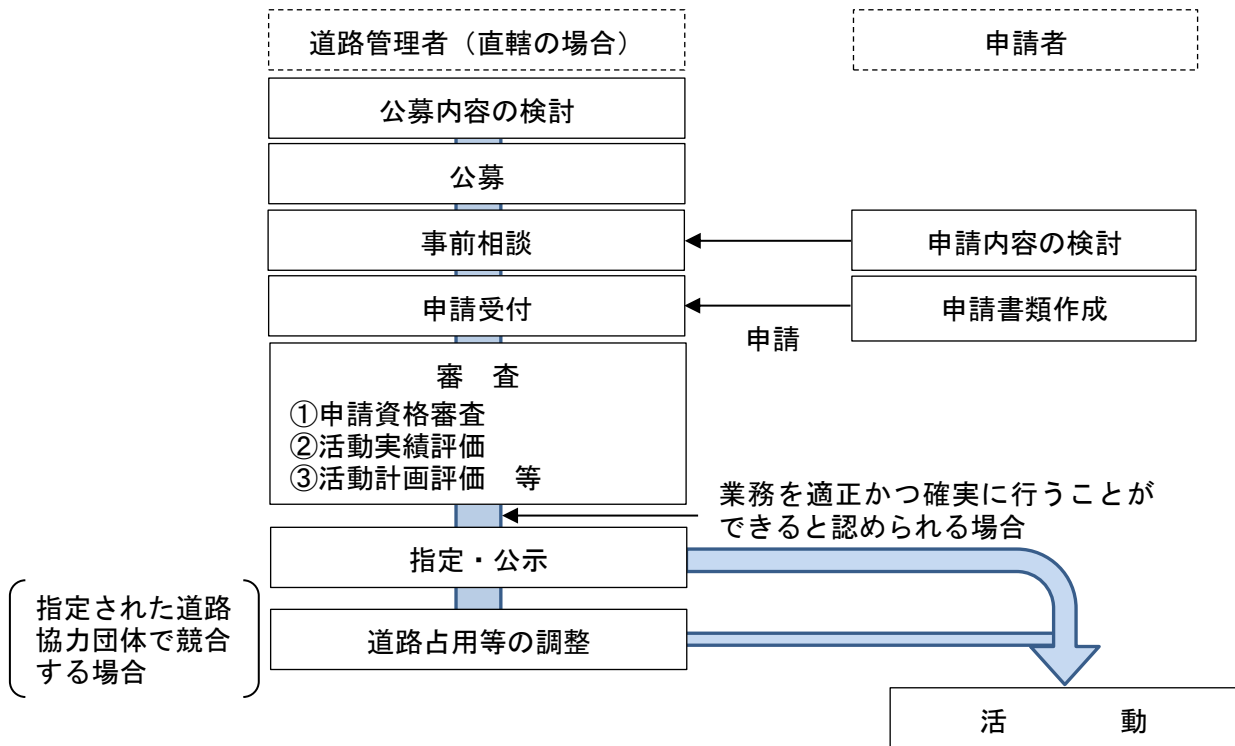 道路管理者（直轄の場合）
申請者
公募内容の検討
公募
事前相談
申請内容の検討
申請受付
申請書類作成
申請
審　査
①申請資格審査
②活動実績評価
③活動計画評価　等
業務を適正かつ確実に行うことが
できると認められる場合
指定・公示
指定された道路
協力団体で競合
する場合
道路占用等の調整
活　動